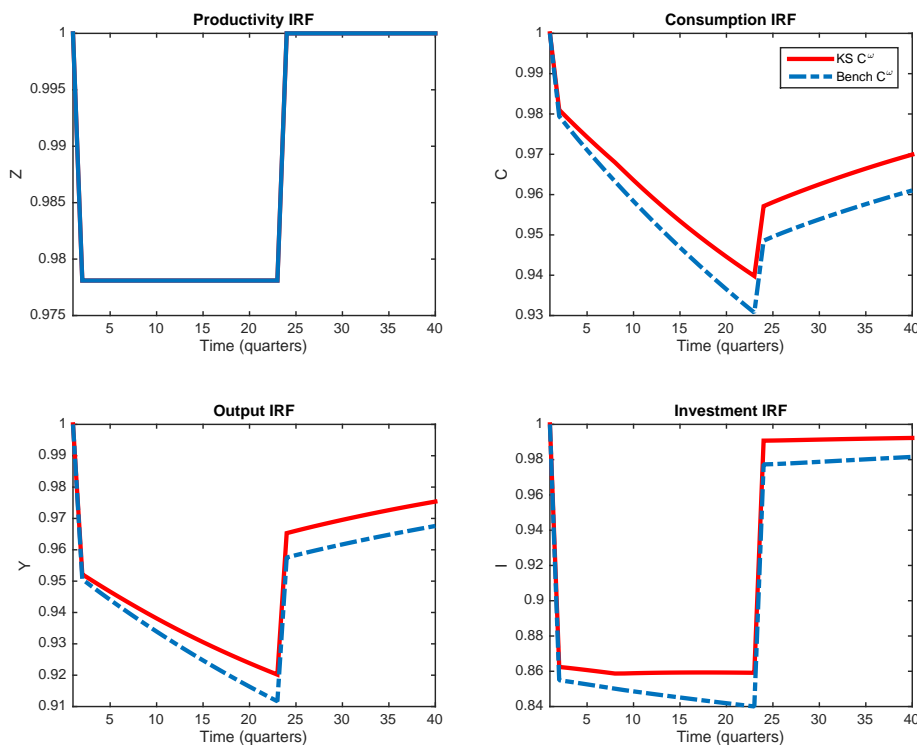 Productivity IRF
1
0.995
0.99
0.985
0.98
0.975
Z
5 10 15 20 25 30 35 40
Time (quarters)
Consumption IRF
1
0.99
0.98
0.97
0.96
0.95
0.94
0.93
C
KS C^ω
Bench C^ω
5 10 15 20 25 30 35 40
Time (quarters)
Output IRF
1
0.99
0.98
0.97
0.96
0.95
0.94
0.93
0.92
0.91
Y
5 10 15 20 25 30 35 40
Time (quarters)
Investment IRF
1
0.98
0.96
0.94
0.92
0.9
0.88
0.86
0.84
I
5 10 15 20 25 30 35 40
Time (quarters)